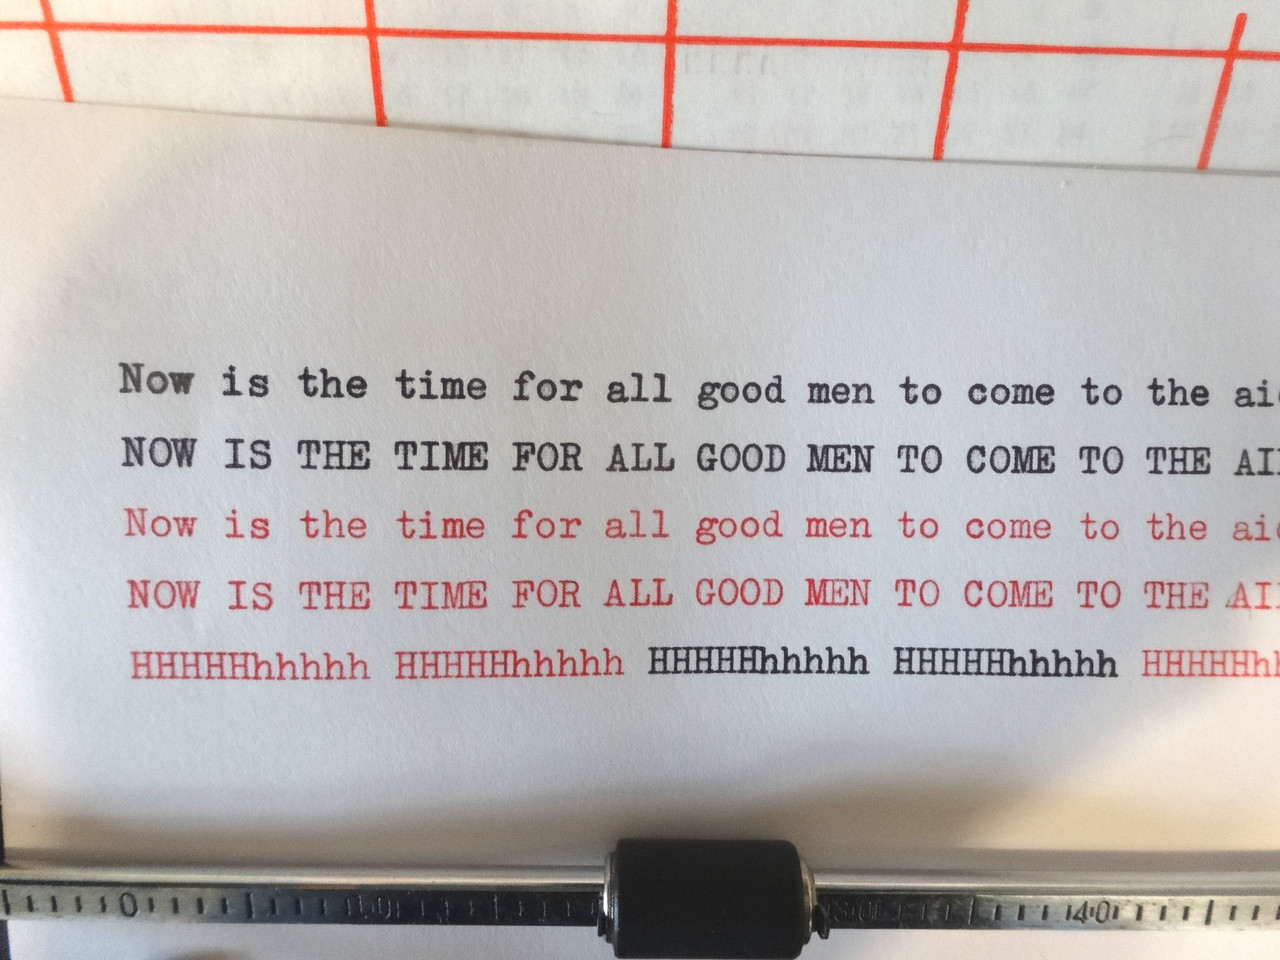 Now is the time for all good men to come to the
NOW IS THE TIME FOR ALL GOOD MEN TO COME TO THE
Now is the time for all good men to come to the
NOW IS THE TIME FOR ALL GOOD MEN TO COME TO THE
HHHHHhhhhh HHHHHhhhhh HHHHHhhhhh HHHHHhhhhh
0 40